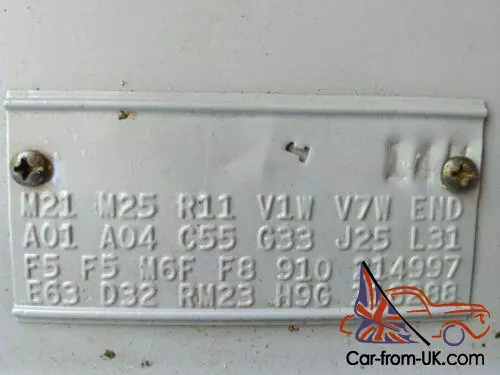 M21 M25 R11 V1W V7W END
A01 A04 C55 G33 J25 L31
F5 F5 M6F F8 910
E63 D32 RM23 H9G
Car-from-UK.com